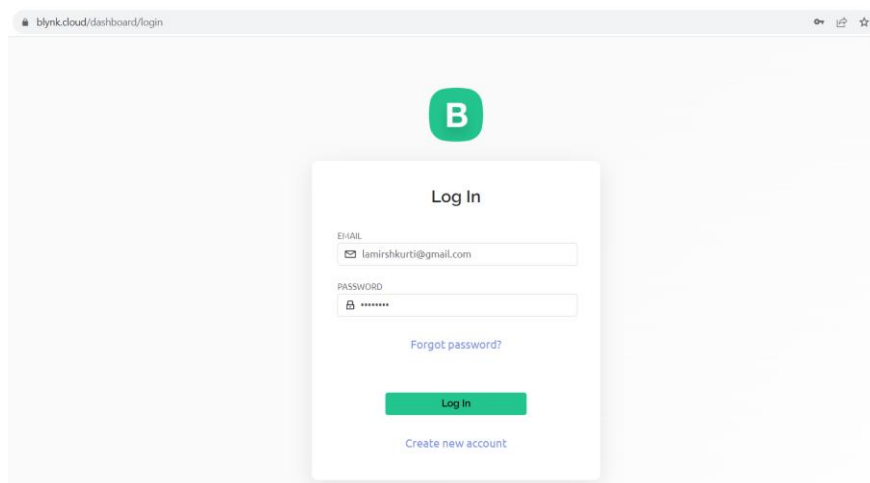 blynk.cloud/dashboard/login
B
Log In
EMAIL
lamirshkurti@gmail.com
PASSWORD
••••••••
Forgot password?
Log In
Create new account